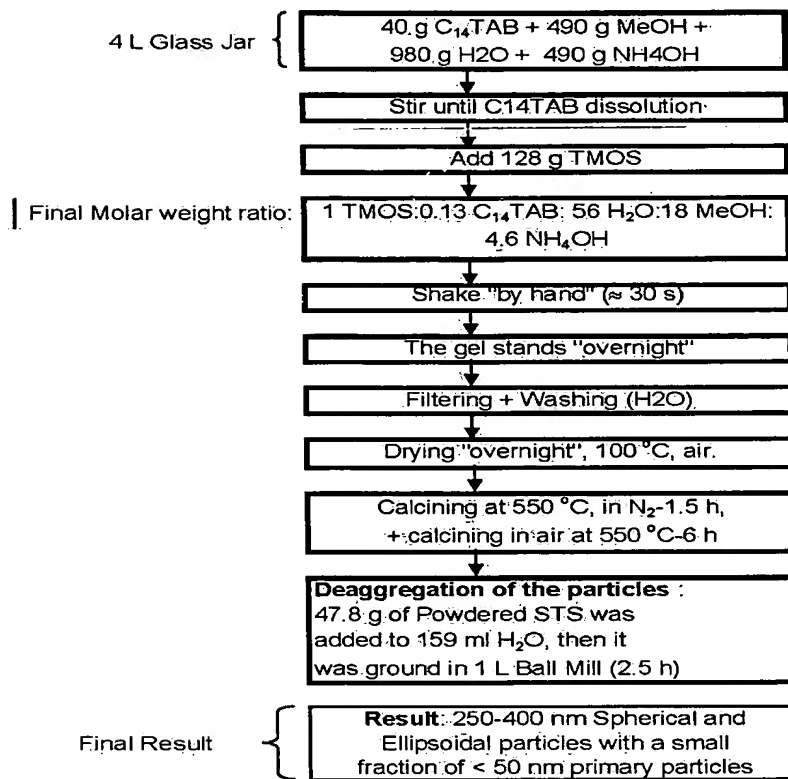 4 L Glass Jar
40 g C₁₄TAB + 490 g MeOH +
980 g H2O + 490 g NH4OH
Stir until C14TAB dissolution
Add 128 g TMOS
Final Molar weight ratio:
1 TMOS:0.13 C₁₄TAB: 56 H₂O:18 MeOH:
4.6 NH₄OH
Shake "by hand" (≈ 30 s)
The gel stands "overnight"
Filtering + Washing (H2O)
Drying "overnight", 100 °C, air.
Calcining at 550 °C, in N₂-1.5 h,
+ calcining in air at 550 °C-6 h
Deaggregation of the particles :
47.8 g of Powdered STS was
added to 159 ml H₂O, then it
was ground in 1 L Ball Mill (2.5 h)
Final Result
Result: 250-400 nm Spherical and
Ellipsoidal particles with a small
fraction of < 50 nm primary particles